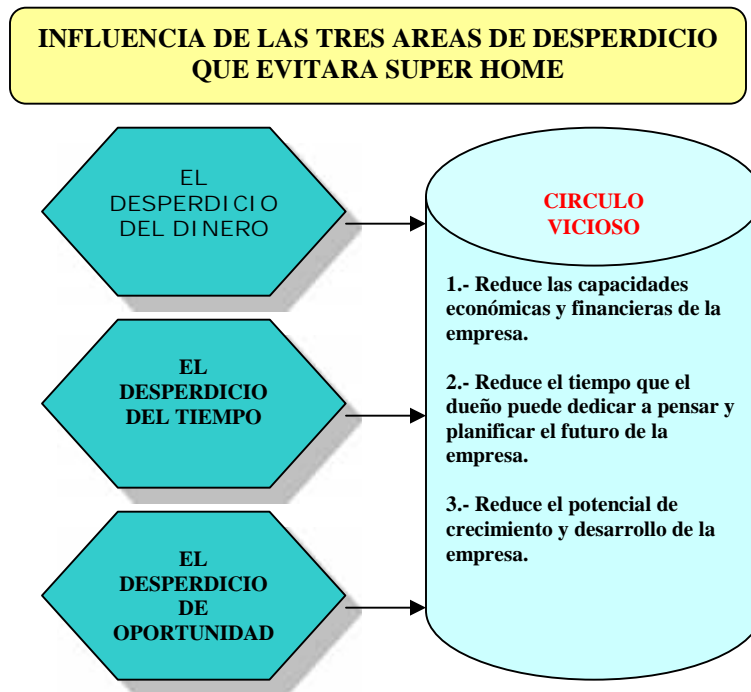 INFLUENCIA DE LAS TRES AREAS DE DESPERDICIO
QUE EVITARA SUPER HOME
EL
DESPERDICIO
DEL DINERO
EL
DESPERDICIO
DEL TIEMPO
EL
DESPERDICIO
DE
OPORTUNIDAD
CIRCULO
VICIOSO
1.- Reduce las capacidades
económicas y financieras de la
empresa.
2.- Reduce el tiempo que el
dueño puede dedicar a pensar y
planificar el futuro de la
empresa.
3.- Reduce el potencial de
crecimiento y desarrollo de la
empresa.